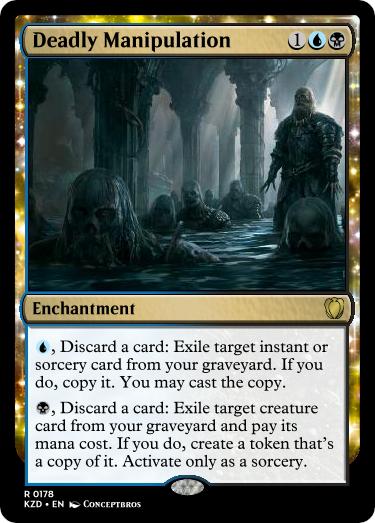 Deadly Manipulation 1
Enchantment
, Discard a card: Exile target instant or
sorcery card from your graveyard. If you
do, copy it. You may cast the copy.
, Discard a card: Exile target creature
card from your graveyard and pay its
mana cost. If you do, create a token that's
a copy of it. Activate only as a sorcery.
R 0178
KZD • EN Conceptbros